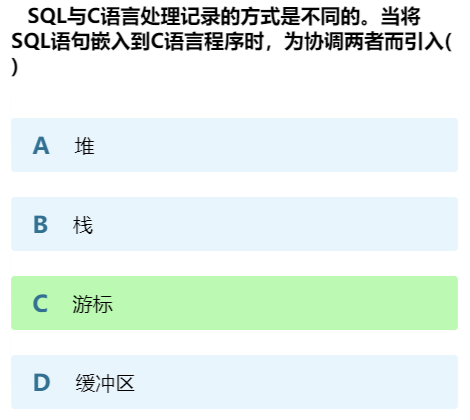 SQL与C语言处理记录的方式是不同的。当将
SQL语句嵌入到C语言程序时，为协调两者而引入(
)
A 堆
B 栈
C 游标
D 缓冲区